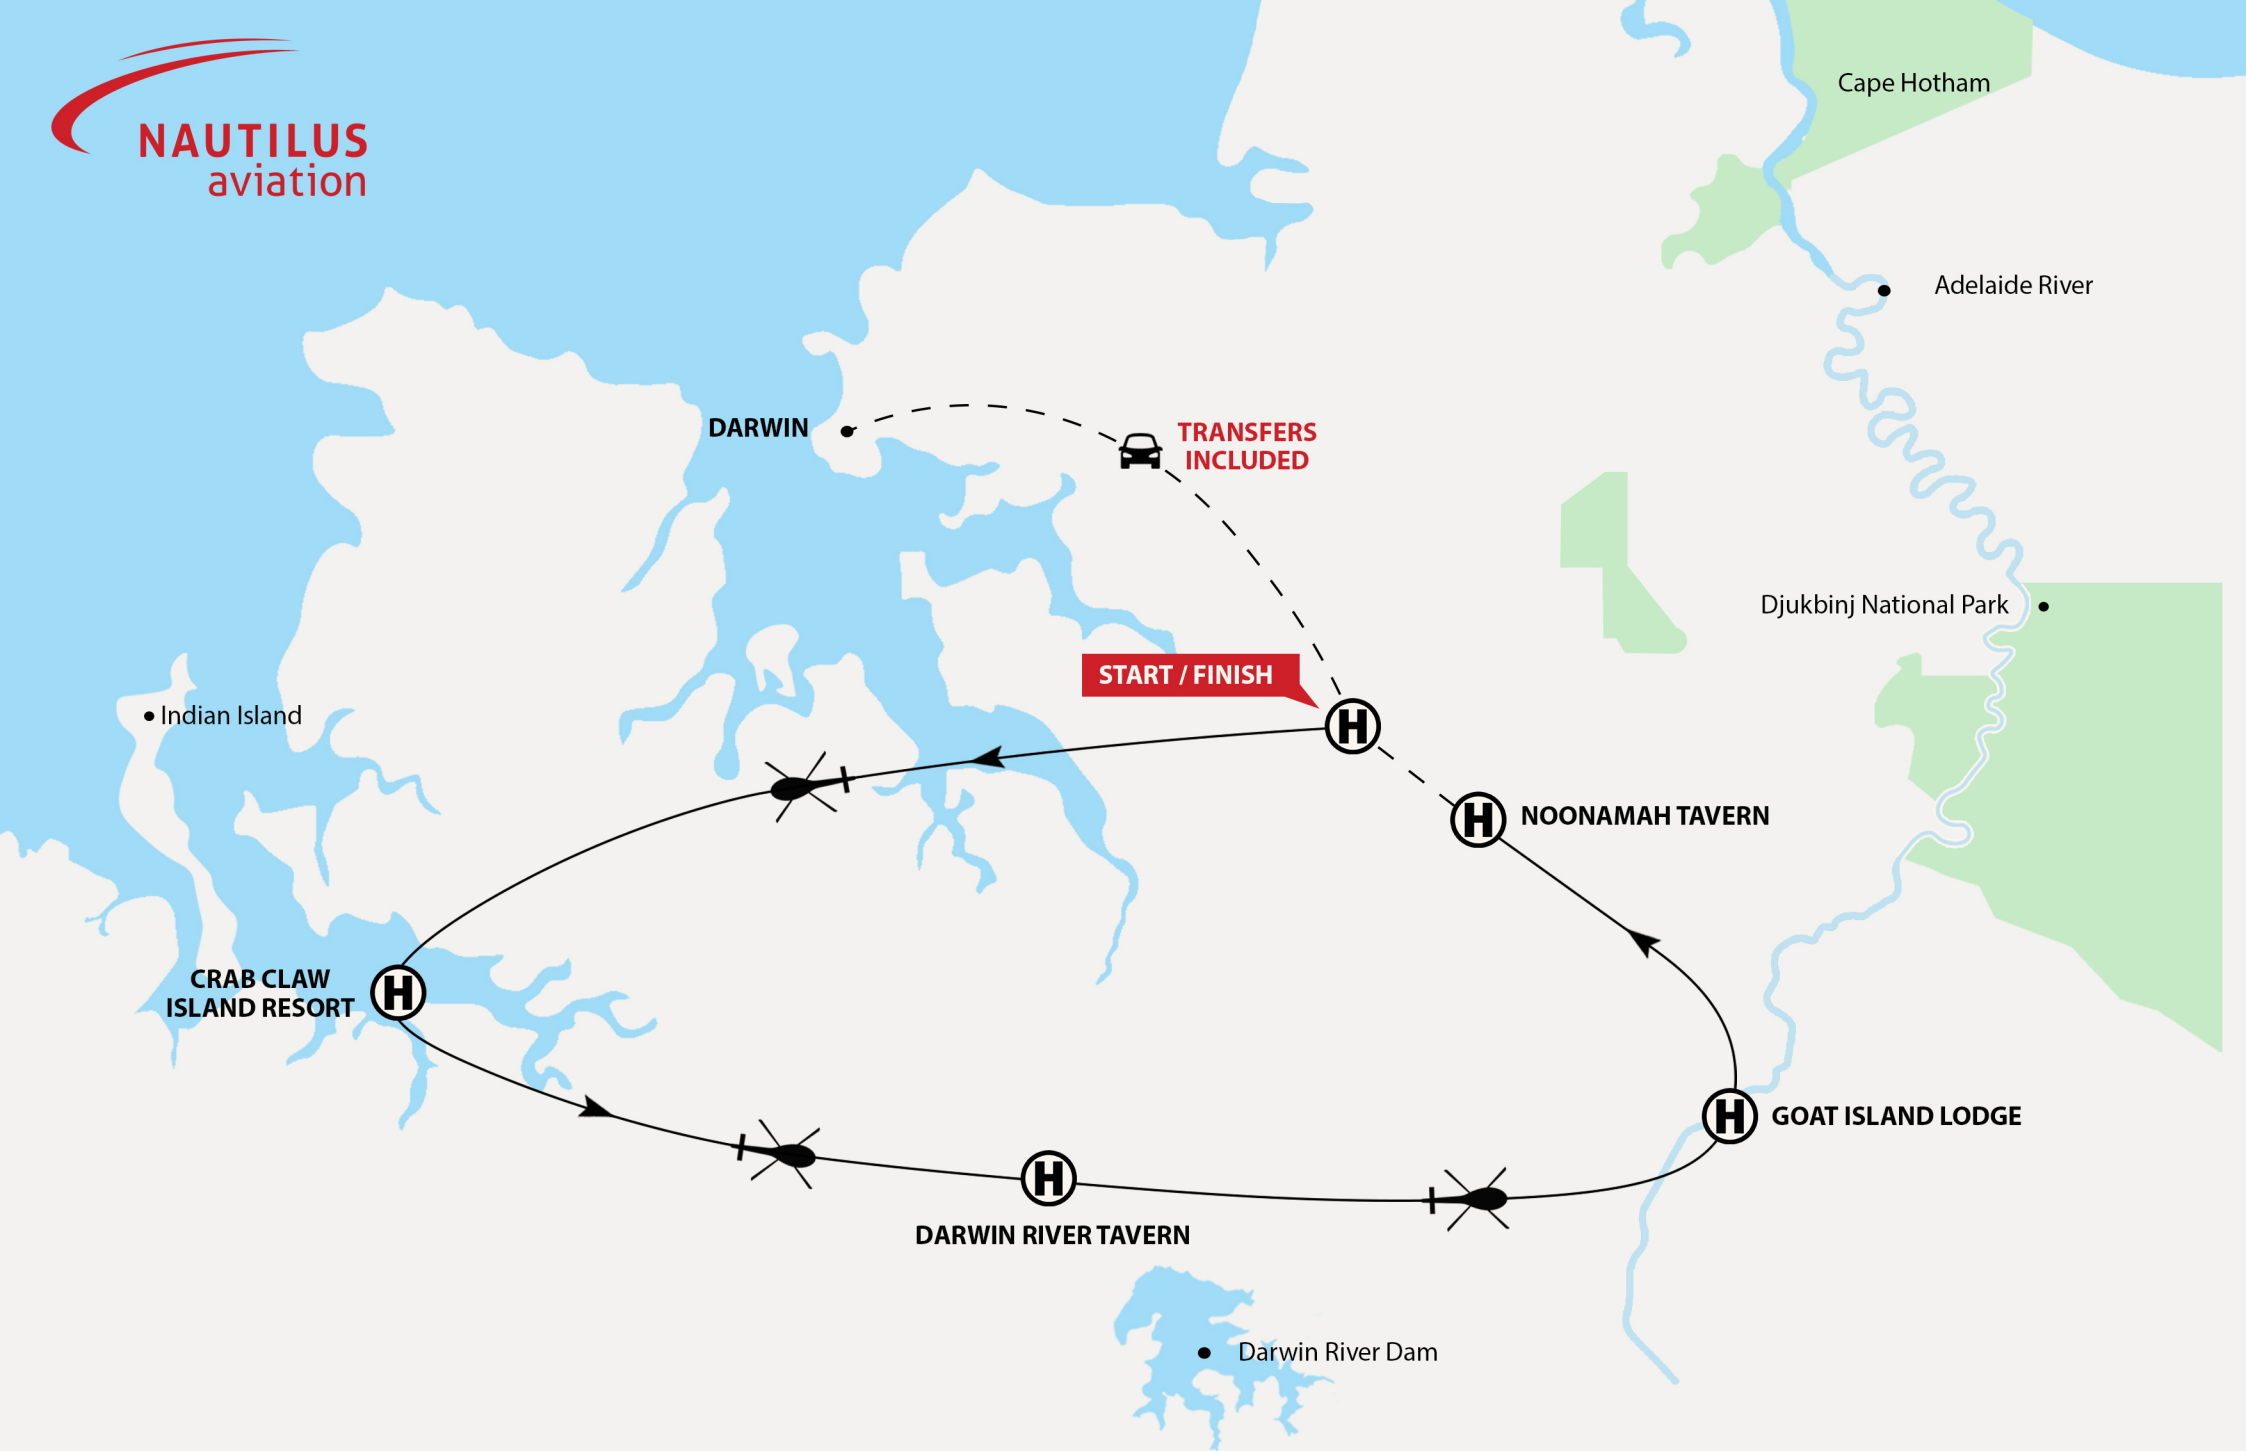 NAUTILUS
aviation
Cape Hotham
Adelaide River
DARWIN
TRANSFERS
INCLUDED
Djukbinj National Park
START / FINISH
H
Indian Island
H
NOONAMAH TAVERN
CRAB CLAW
ISLAND RESORT
H
H
GOAT ISLAND LODGE
H
DARWIN RIVER TAVERN
Darwin River Dam